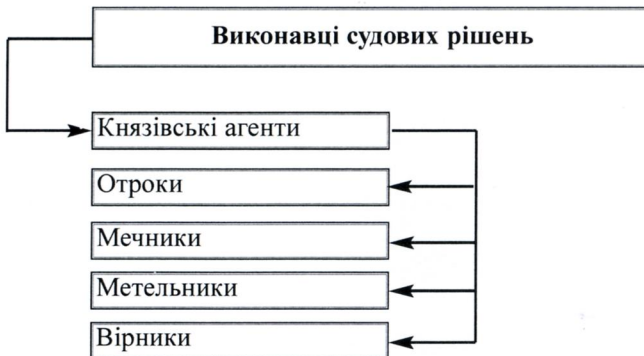 Виконавці судових рішень
Князівські агенти
Отроки
Мечники
Метельники
Вірники